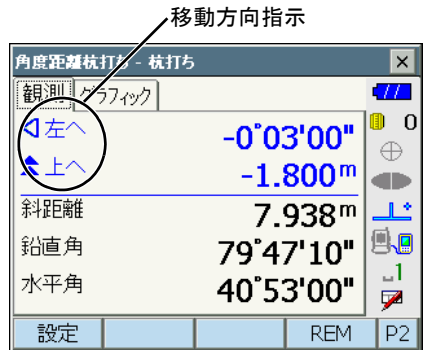 移動方向指示
角度距離杭打ち - 杭打ち
観測 グラフィック
左へ -0°03'00"
0
上へ -1.800m
斜距離 7.938m
鉛直角 79°47'10"
水平角 40°53'00"
1
設定 REM P2